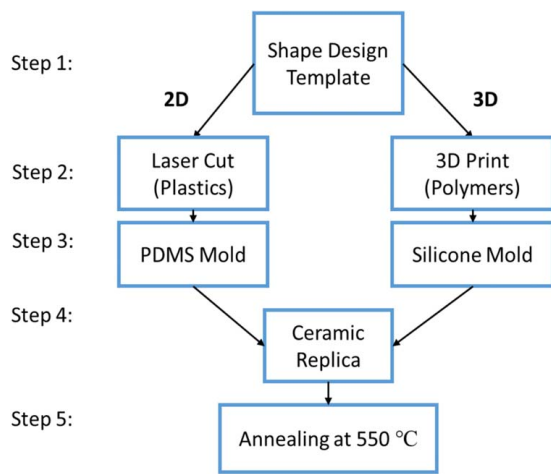 Step 1:
Shape Design
Template
2D
3D
Step 2:
Laser Cut
(Plastics)
3D Print
(Polymers)
Step 3:
PDMS Mold
Silicone Mold
Step 4:
Ceramic
Replica
Step 5:
Annealing at 550 ℃